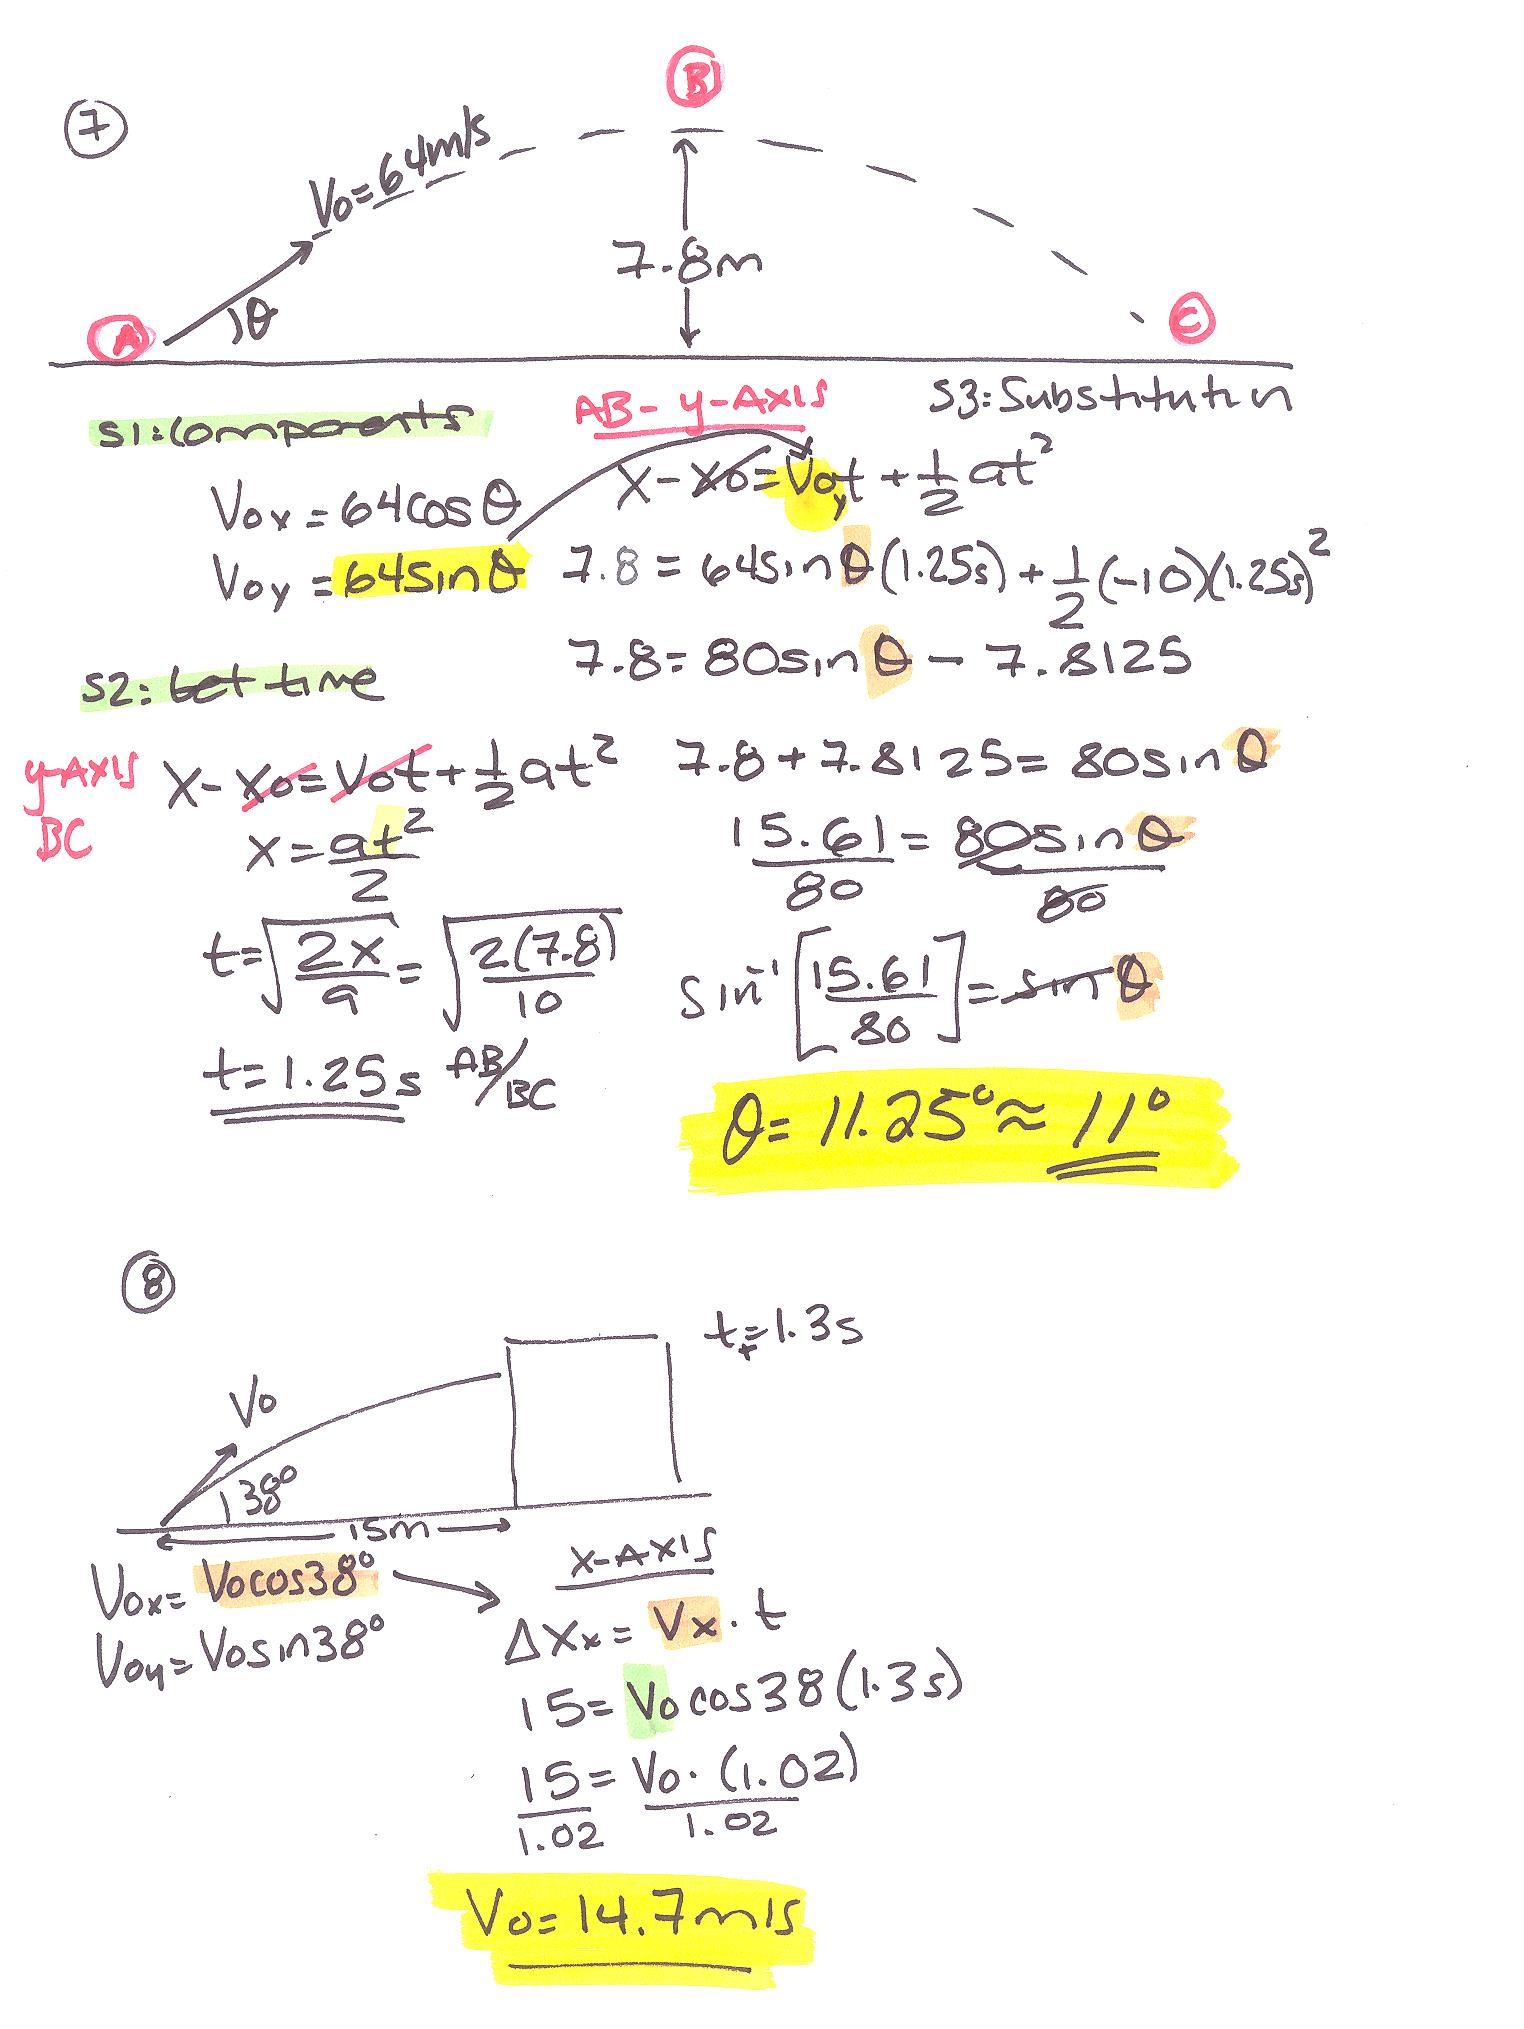 7
B
V₀=64m/s
7.8m
θ
A
C
S1: Components
V₀ₓ=64cosθ
V₀y=64sinθ
S2: Get time
y-AXIS
BC
X-X₀=V₀t+1/2at²
X=at²/2
t=√(2X/a)=√(2(7.8)/10)
t=1.25s AB/BC
AB-y-AXIS
S3: Substitution
X-X₀=V₀yt+1/2at²
7.8=64sinθ(1.25s)+1/2(-10)(1.25s)²
7.8=80sinθ-7.8125
7.8+7.8125=80sinθ
15.61/80=80sinθ/80
sin⁻¹[15.61/80]=sinθ
θ=11.25°≈11°
8
t=1.3s
V₀
38°
15m
V₀ₓ=V₀cos38°
V₀y=V₀sin38°
X-AXIS
ΔXₓ=Vₓ·t
15=V₀cos38(1.3s)
15/1.02=V₀·(1.02)/1.02
V₀=14.7m/s